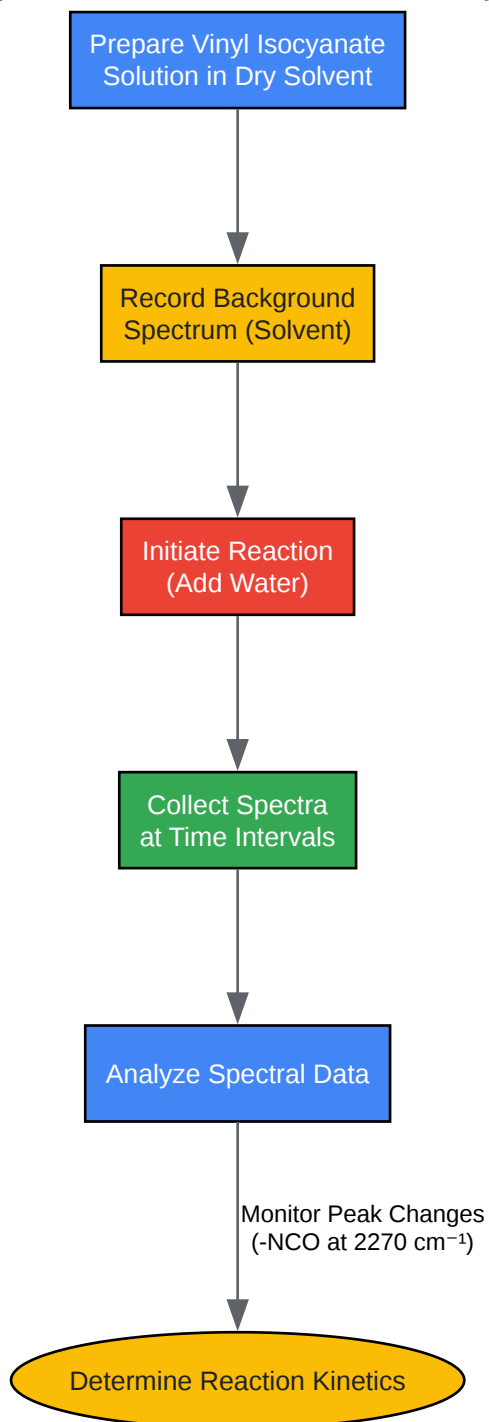 Prepare Vinyl Isocyanate
Solution in Dry Solvent
Record Background
Spectrum (Solvent)
Initiate Reaction
(Add Water)
Collect Spectra
at Time Intervals
Analyze Spectral Data
Monitor Peak Changes
(-NCO at 2270 cm⁻¹)
Determine Reaction Kinetics